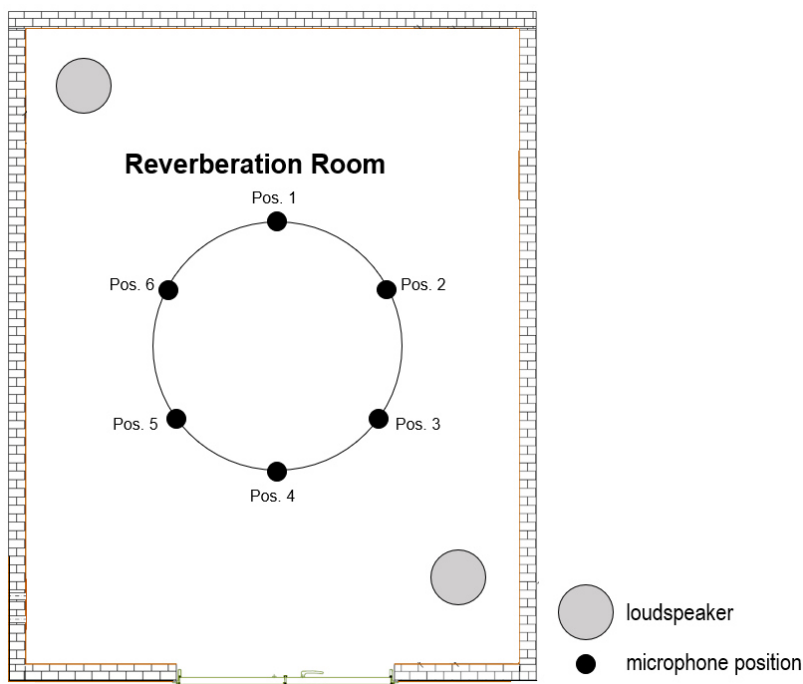 Reverberation Room
Pos. 1
Pos. 6
Pos. 2
Pos. 5
Pos. 3
Pos. 4
loudspeaker
microphone position